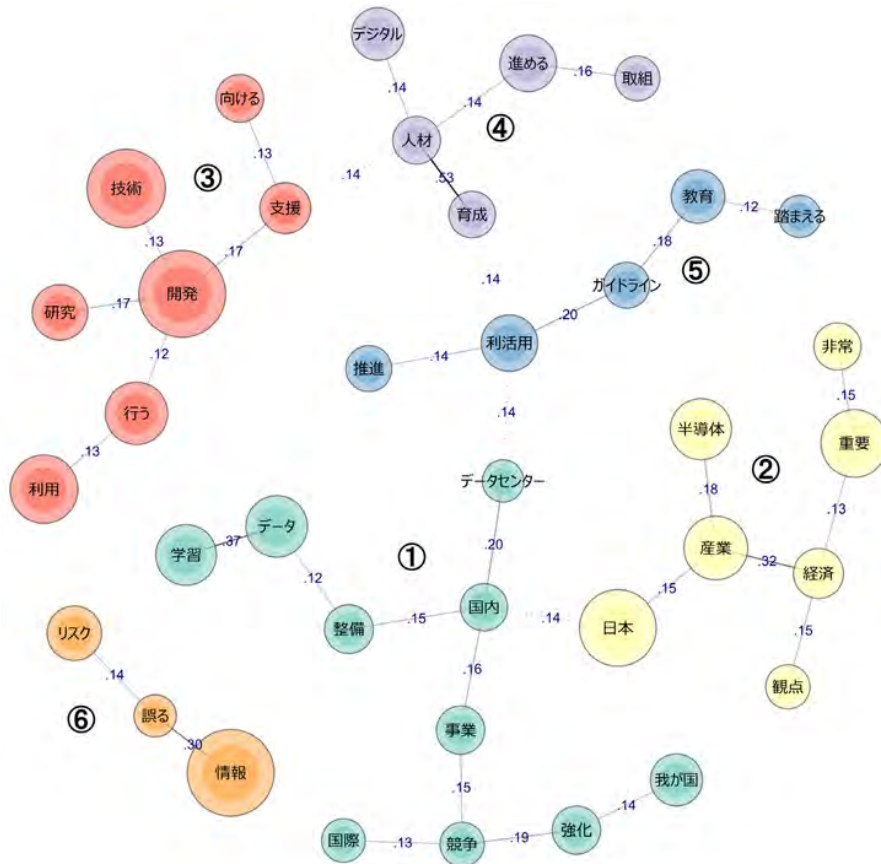 デジタル
進める
.16
取組
.14
.14
向ける
人材
④
.13
③
.14
.53
技術
支援
育成
教育
.12
踏まえる
.13
.17
.18
⑤
開発
.14
ガイドライン
研究
.17
.20
利活用
.12
推進
.14
非常
行う
.14
.15
半導体
重要
.13
利用
データセンター
②
.18
.13
データ
学習
.37
.20
①
産業
.32
経済
.12
.15
国内
.15
整備
.15
.14
日本
.15
リスク
.16
観点
.14
⑥
誤る
事業
.30
情報
.15
我が国
.14
強化
国際
.13
競争
.19